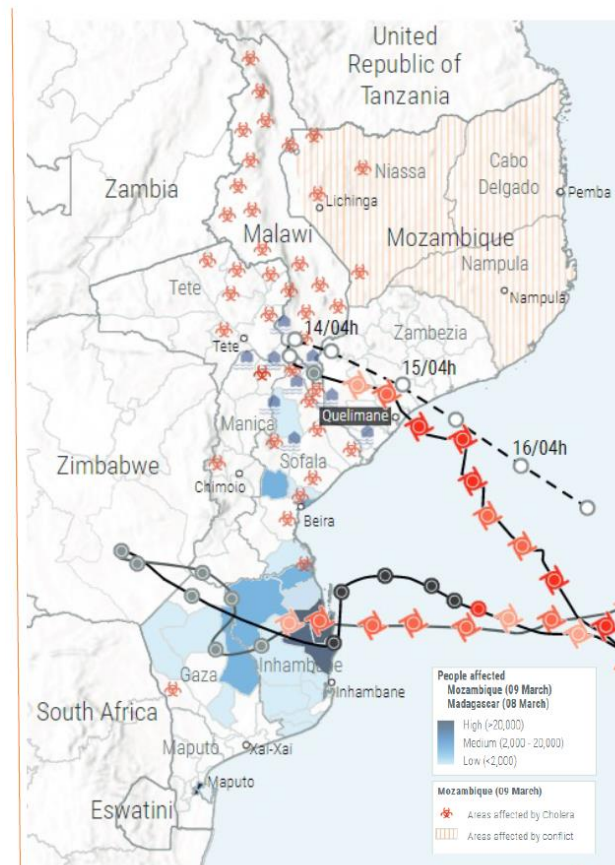 United
Republic of
Tanzania
Zambia
Niassa
Cabo
Delgado
Pemba
Lichinga
Malawi
Mozambique
Nampula
Nampula
Tete
Zambezia
14/04h
Tete
15/04h
Quelimane
Manica
16/04h
Zimbabwe
Sofala
Chimoio
Beira
Gaza
Inhambane
Inhambane
South Africa
Maputo
Xai-Xai
Maputo
Eswatini
People affected
Mozambique (09 March)
Madagascar (08 March)
High (>20,000)
Medium (2,000 - 20,000)
Low (<2,000)
Mozambique (09 March)
Areas affected by Cholera
Areas affected by conflict